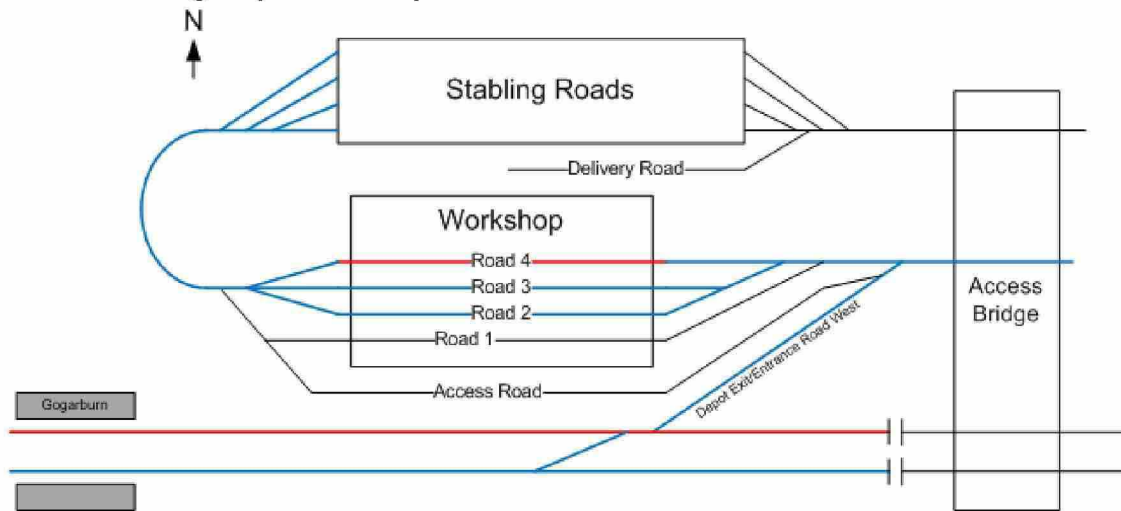 N
Stabling Roads
Delivery Road
Workshop
Road 4
Road 3
Road 2
Road 1
Access Road
Access
Bridge
Depot Exit/Entrance Road West
Gogarburn